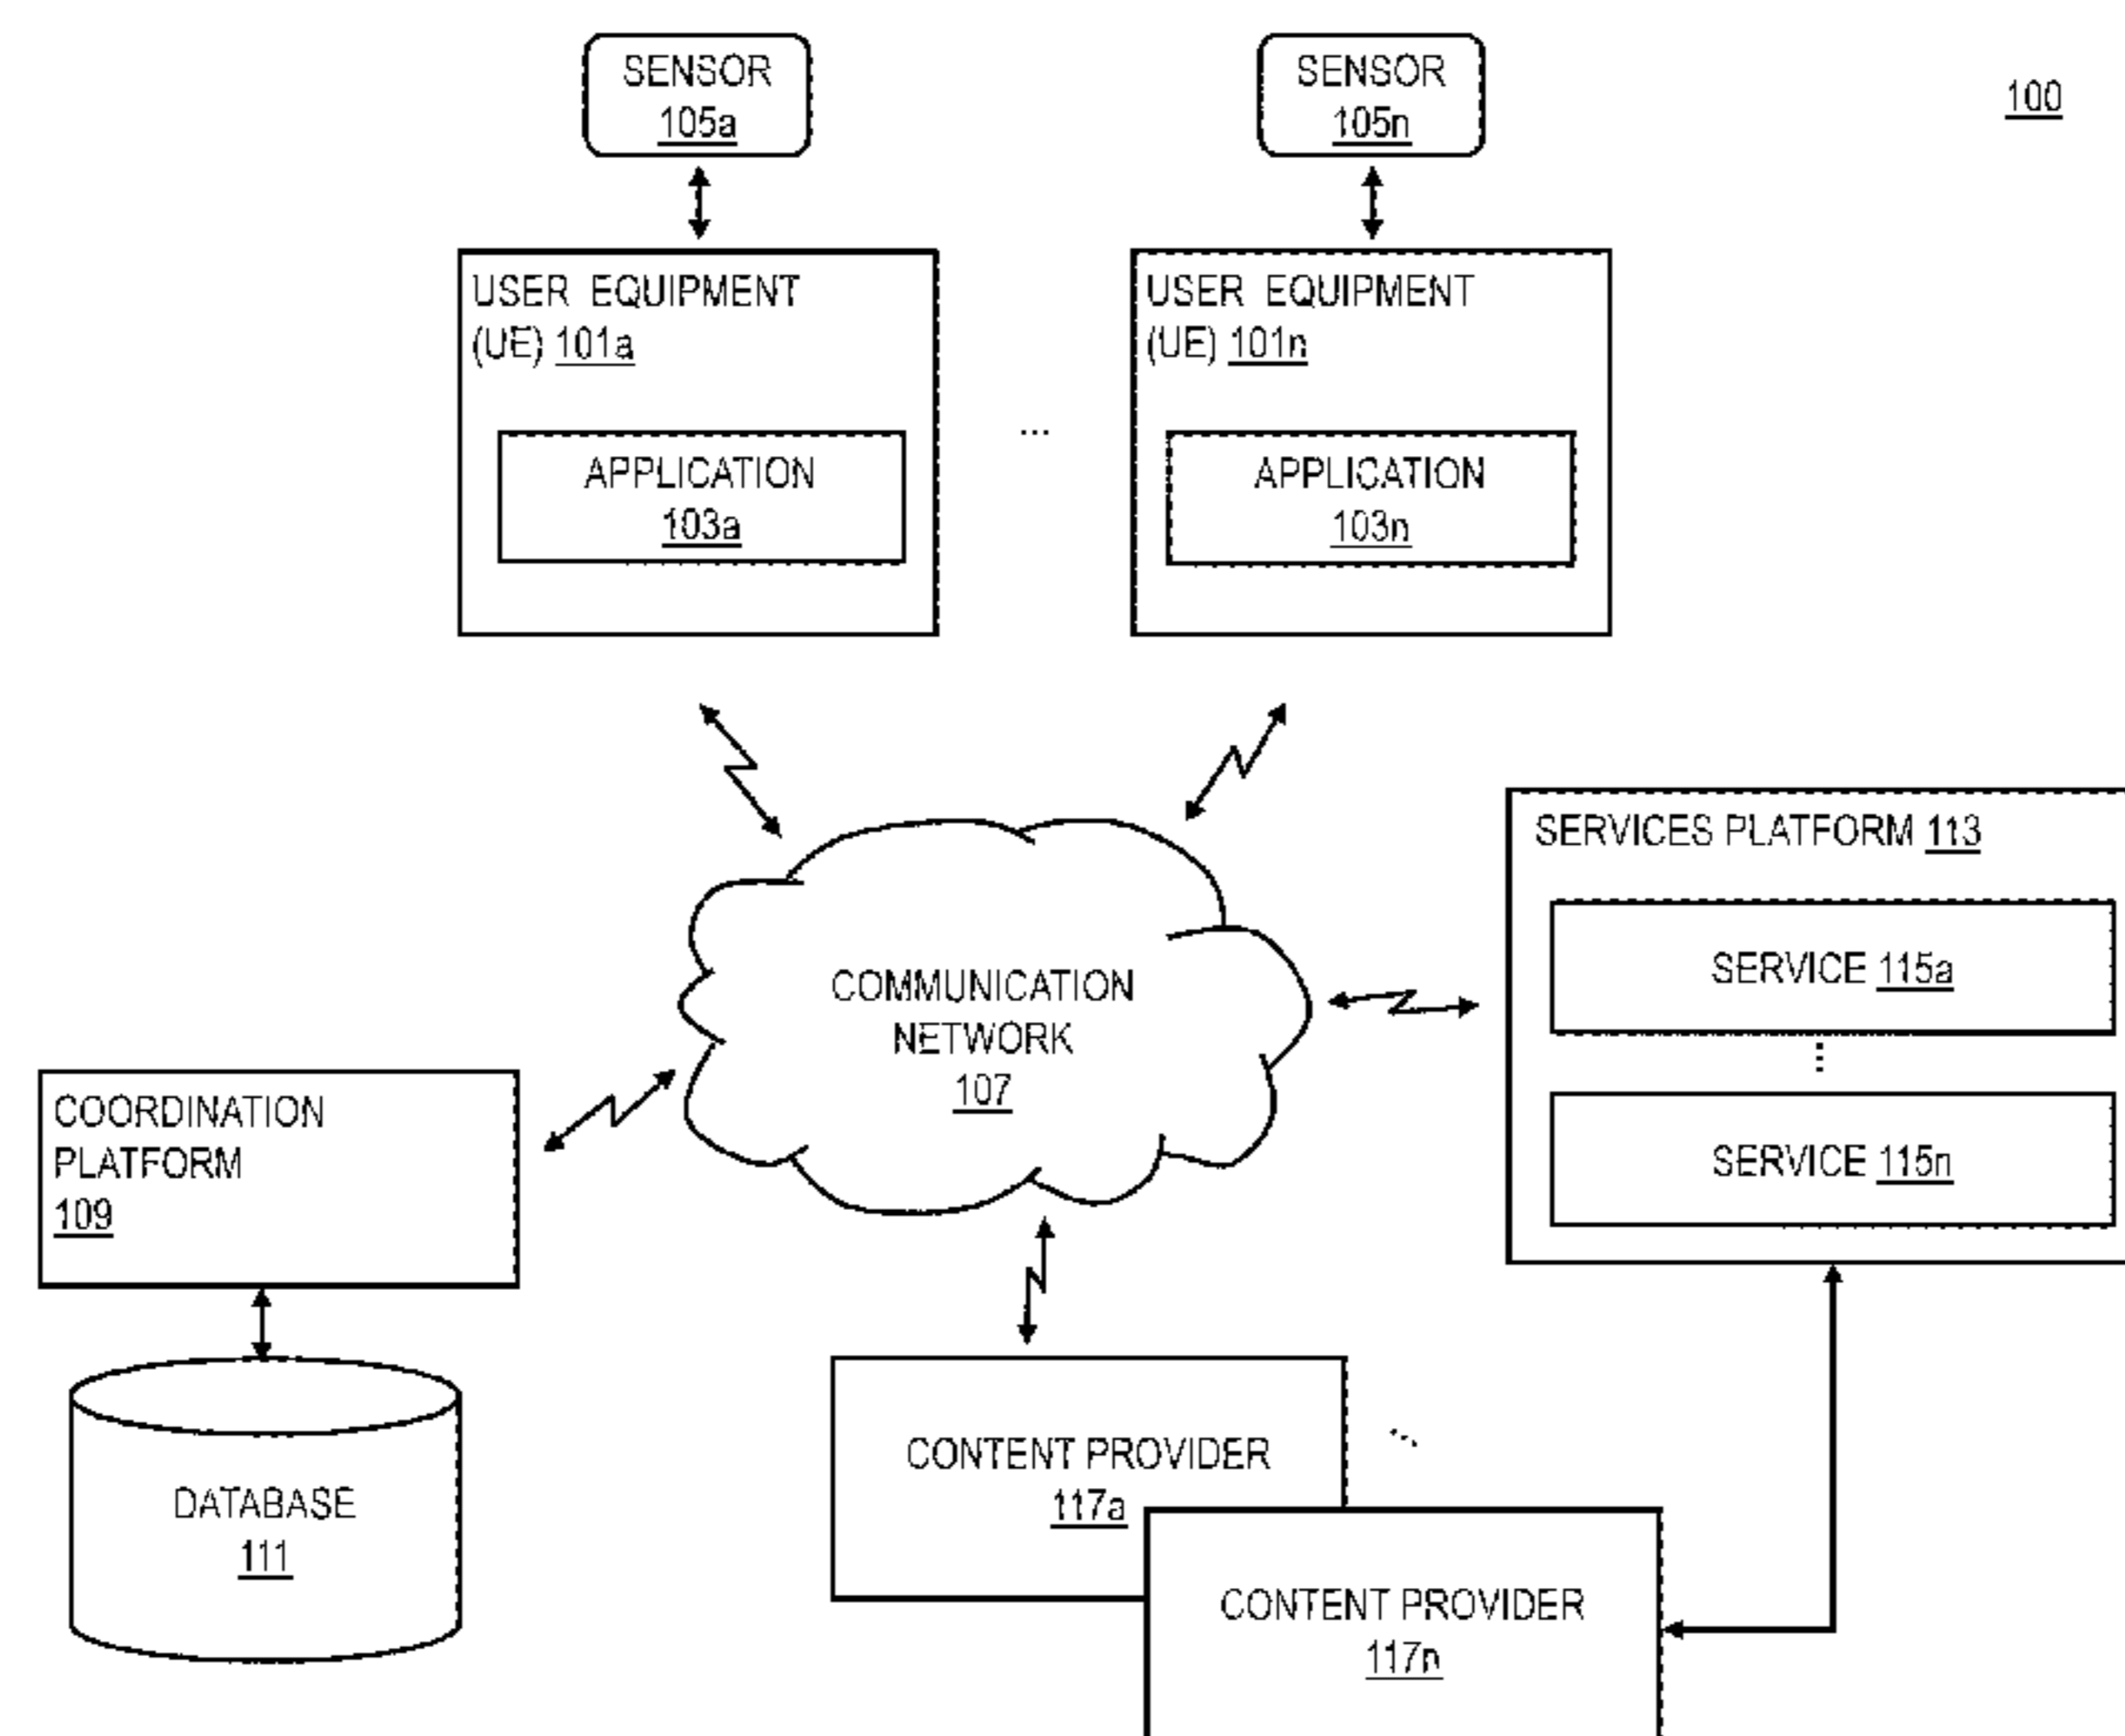 SENSOR
105a
SENSOR
105n
100
USER EQUIPMENT
(UE) 101a
USER EQUIPMENT
(UE) 101n
APPLICATION
103a
...
APPLICATION
103n
SERVICES PLATFORM 113
SERVICE 115a
...
SERVICE 115n
COMMUNICATION
NETWORK
107
COORDINATION
PLATFORM
109
DATABASE
111
CONTENT PROVIDER
117a
...
CONTENT PROVIDER
117n